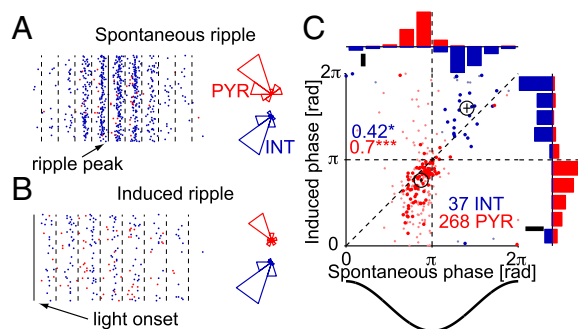 A
Spontaneous ripple
PYR
INT
ripple peak
B
Induced ripple
light onset
C
Induced phase [rad]
2π
π
0
0.42*
0.7***
37 INT
268 PYR
0
π
2π
Spontaneous phase [rad]